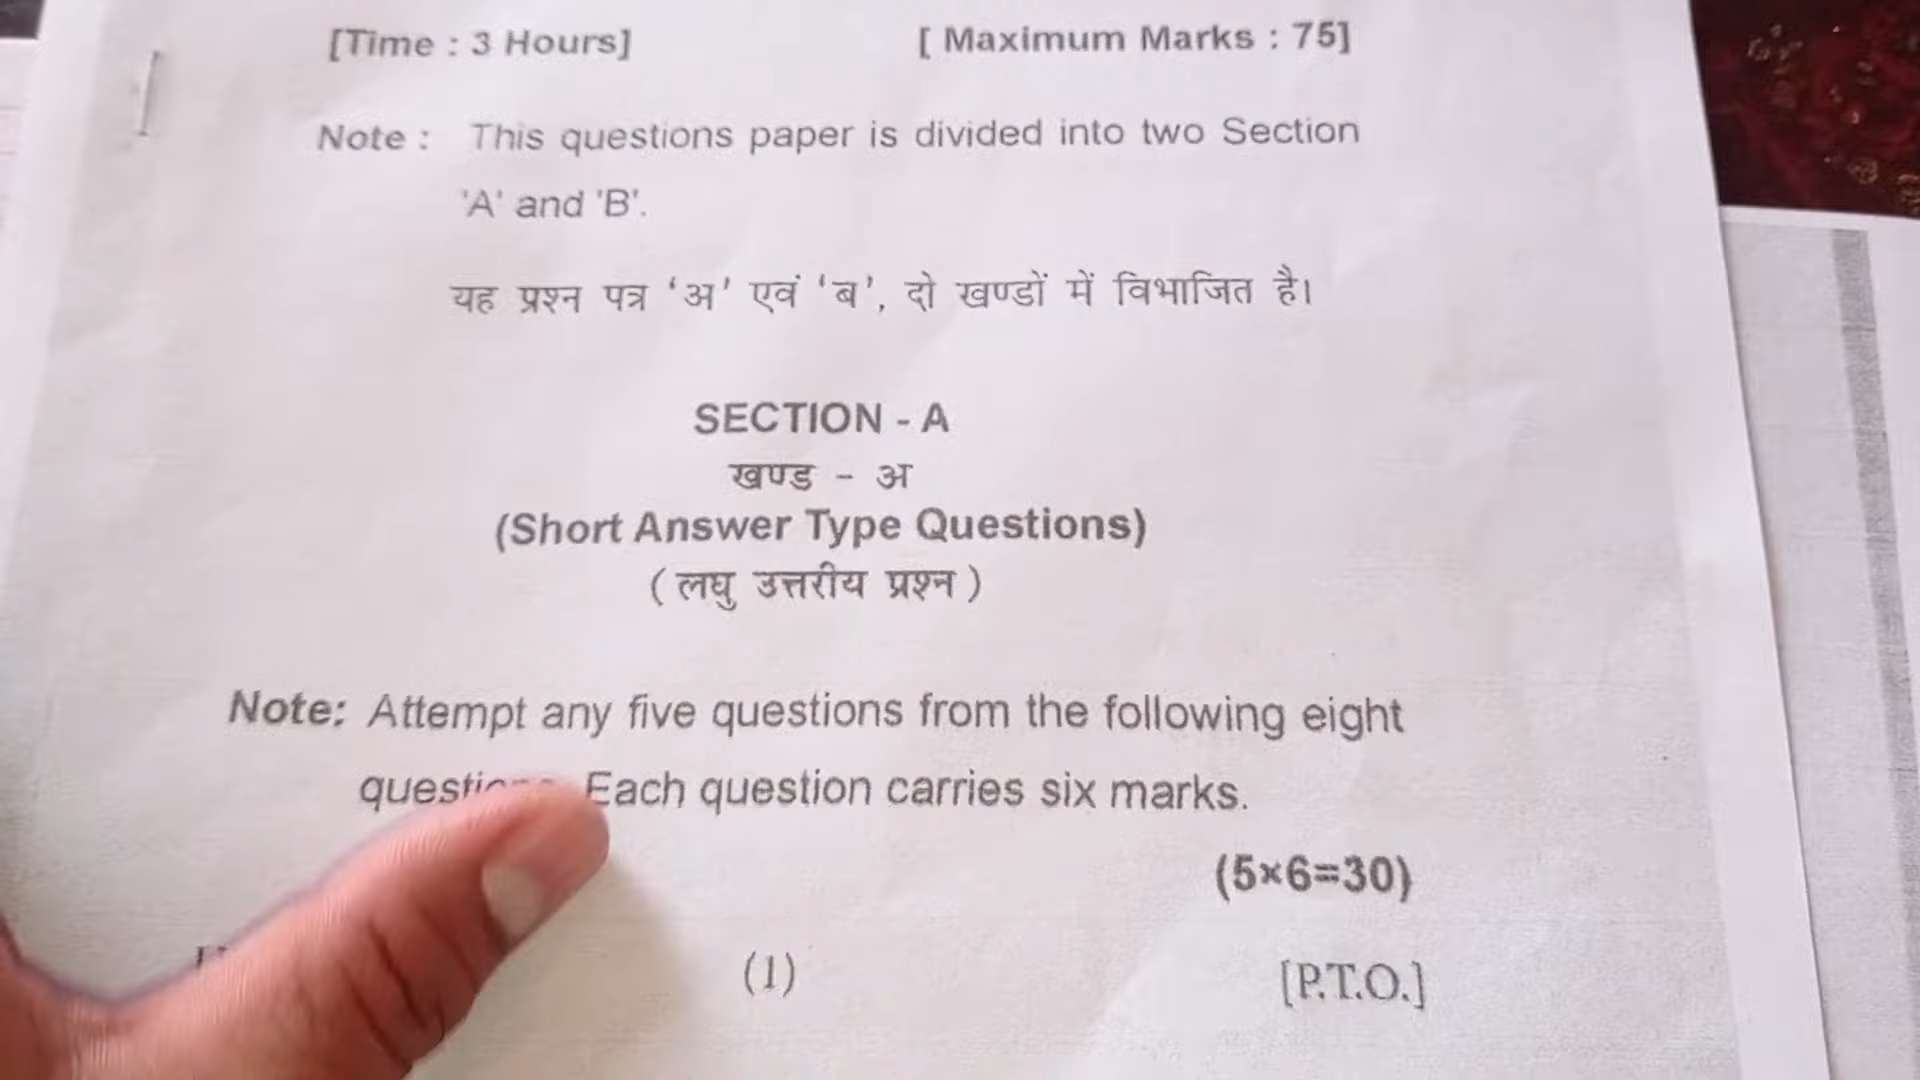 [Time : 3 Hours] [ Maximum Marks : 75]
Note : This questions paper is divided into two Section
'A' and 'B'.
यह प्रश्न पत्र ‘अ’ एवं ‘ब’, दो खण्डों में विभाजित है।
SECTION - A
खण्ड - अ
(Short Answer Type Questions)
( लघु उत्तरीय प्रश्न )
Note: Attempt any five questions from the following eight
Each question carries six marks.
(5×6=30)
(1) [P.T.O.]